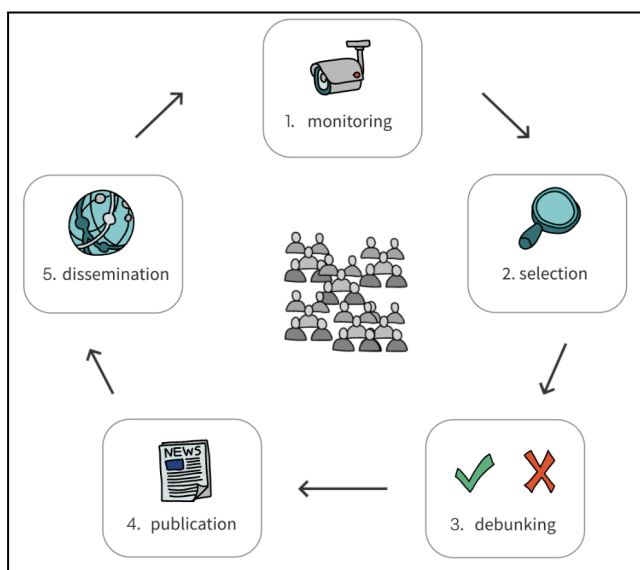 1. monitoring
2. selection
3. debunking
NEWS
4. publication
5. dissemination